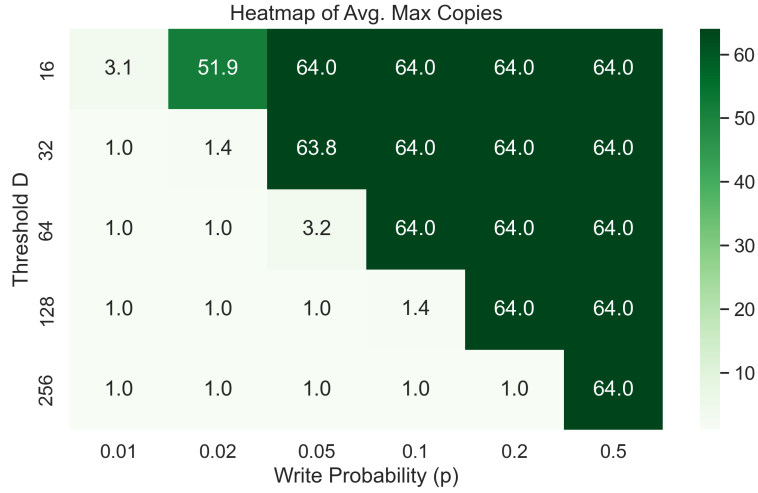 Heatmap of Avg. Max Copies
Threshold D
16 3.1 51.9 64.0 64.0 64.0 64.0
32 1.0 1.4 63.8 64.0 64.0 64.0
64 1.0 1.0 3.2 64.0 64.0 64.0
128 1.0 1.0 1.0 1.4 64.0 64.0
256 1.0 1.0 1.0 1.0 1.0 64.0
0.01 0.02 0.05 0.1 0.2 0.5
Write Probability (p)
60
50
40
30
20
10